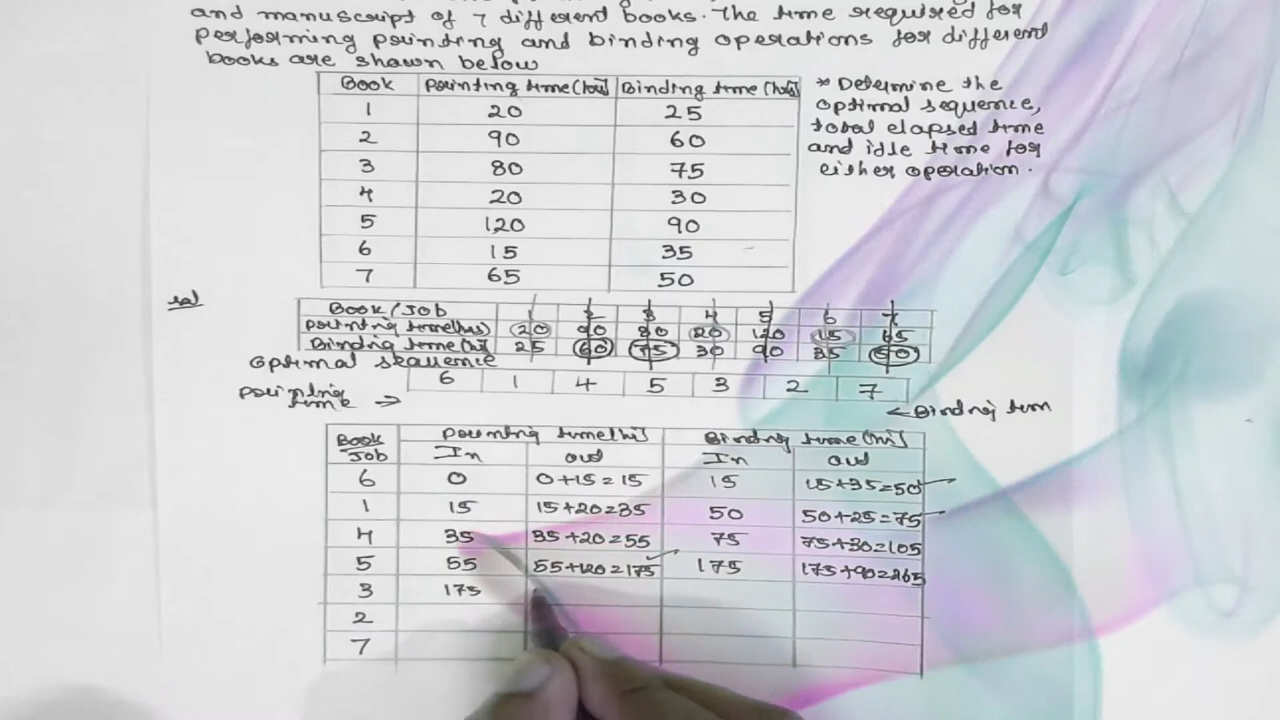 and manuscript of 7 different books. The time required for
performing printing and binding operations for different
books are shown below
Book Printing time(hrs) Binding time (hrs)
1 20 25
2 90 60
3 80 75
4 20 30
5 120 90
6 15 35
7 65 50
* Determine the
optimal sequence,
total elapsed time
and idle time for
either operation.
sol
Book/Job 1 2 3 4 5 6 7
Printing time(hrs) 20 90 80 20 120 15 65
Binding time(hr) 25 60 75 30 90 35 50
optimal sequence
6 1 4 5 3 2 7
printing
time →
← Binding time
Book
Job
Printing time(hr) Binding time(hr)
In out In out
6 0 0+15=15 15 15+35=50
1 15 15+20=35 50 50+25=75
4 35 35+20=55 75 75+30=105
5 55 55+120=175 175 175+90=265
3 175
2
7